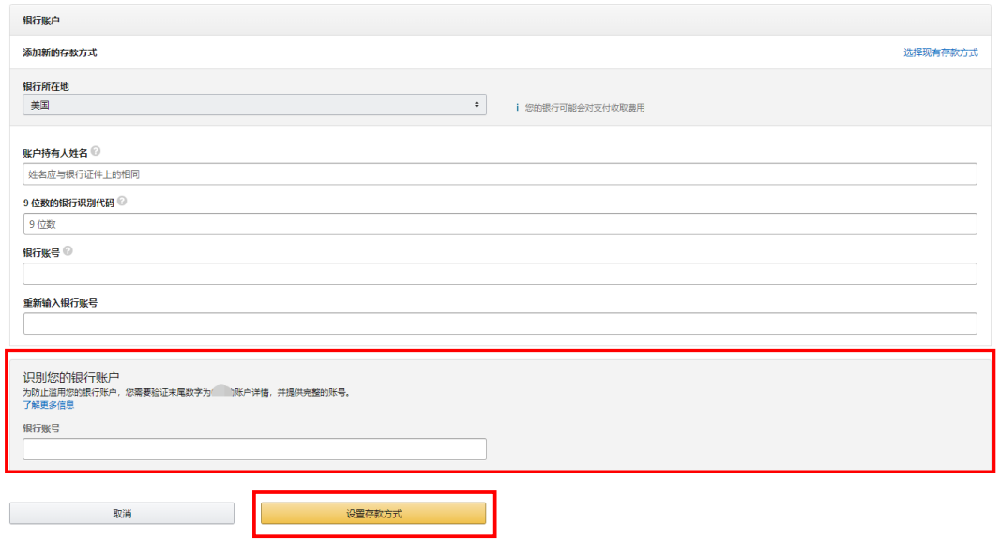 银行账户
添加新的存款方式 选择现有存款方式
银行所在地
美国
i 您的银行可能会对支付收取费用
账户持有人姓名 ?
姓名应与银行证件上的相同
9 位数的银行识别代码 ?
9 位数
银行账号 ?
重新输入银行账号
识别您的银行账户
为防止滥用您的银行账户，您需要验证末尾数字为 的账户详情，并提供完整的账号。
了解更多信息
银行账号
取消 设置存款方式